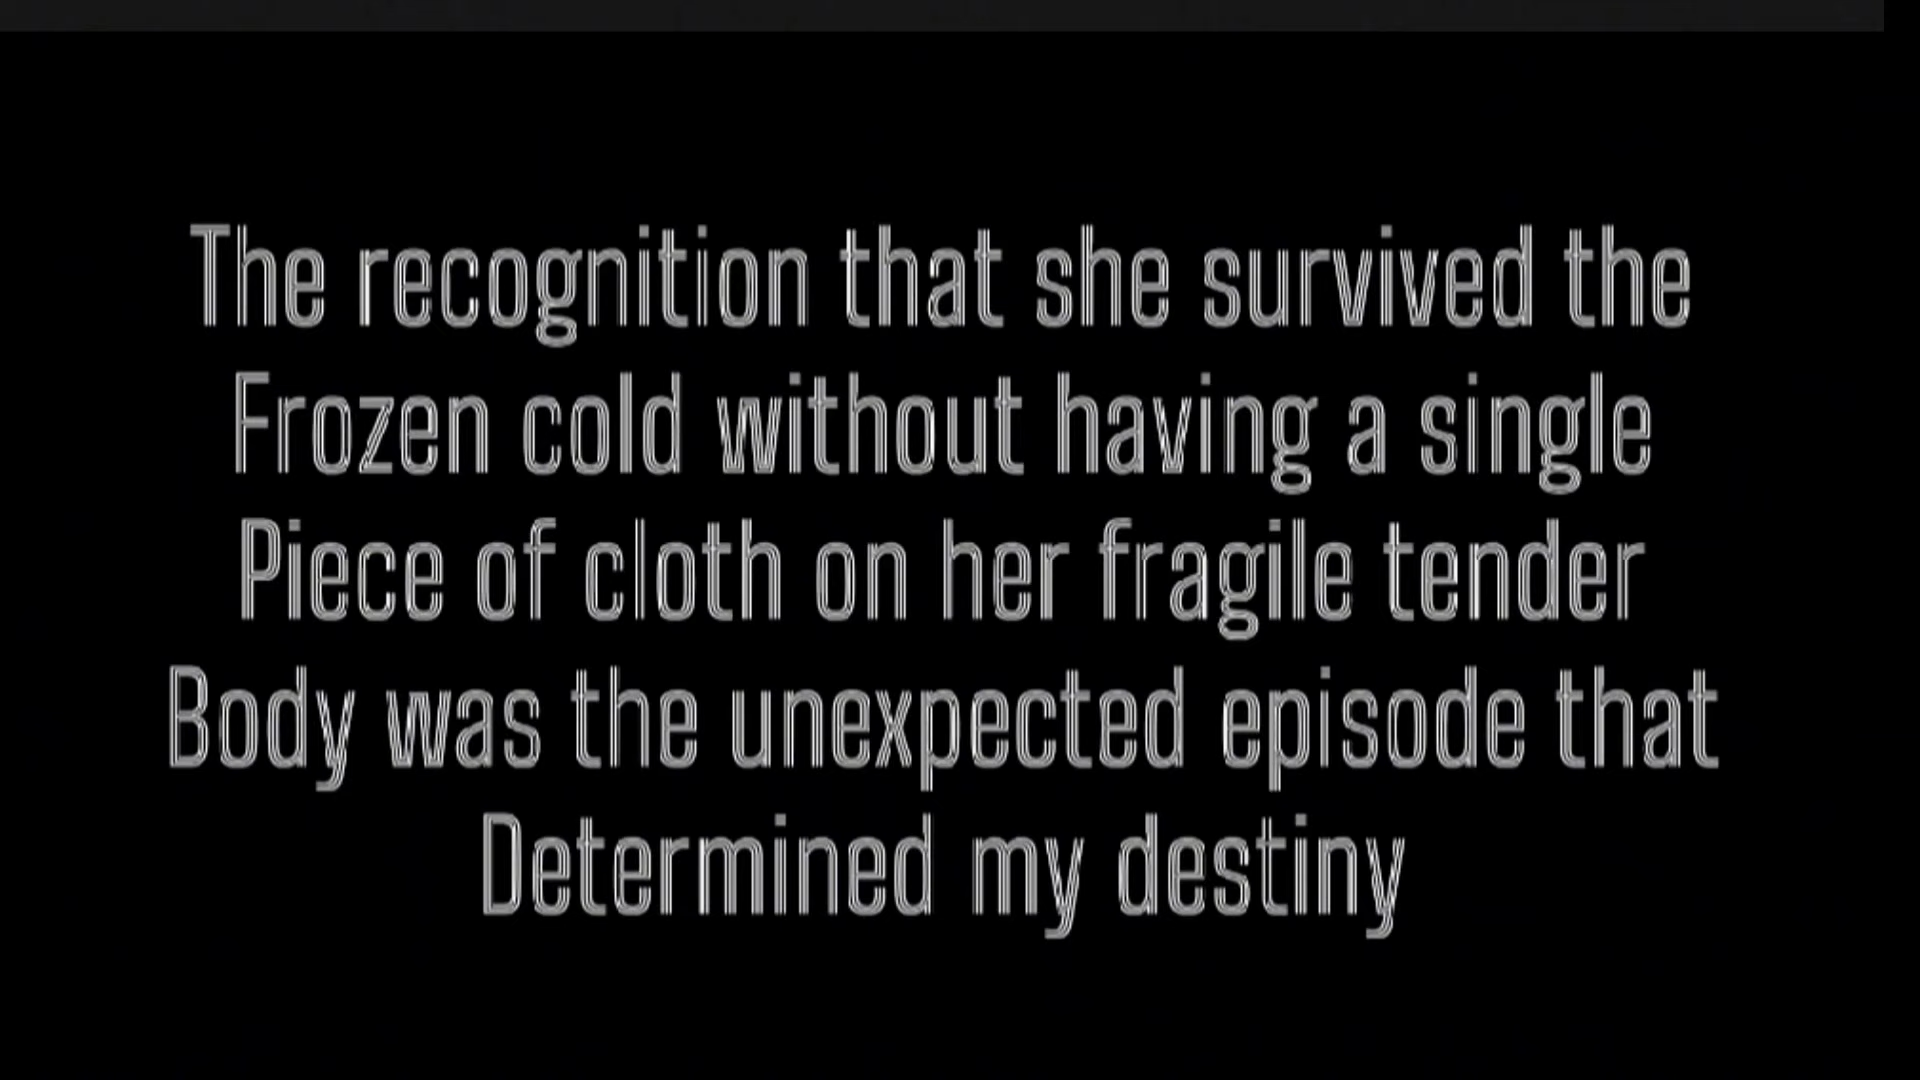 The recognition that she survived the
Frozen cold without having a single
Piece of cloth on her fragile tender
Body was the unexpected episode that
Determined my destiny